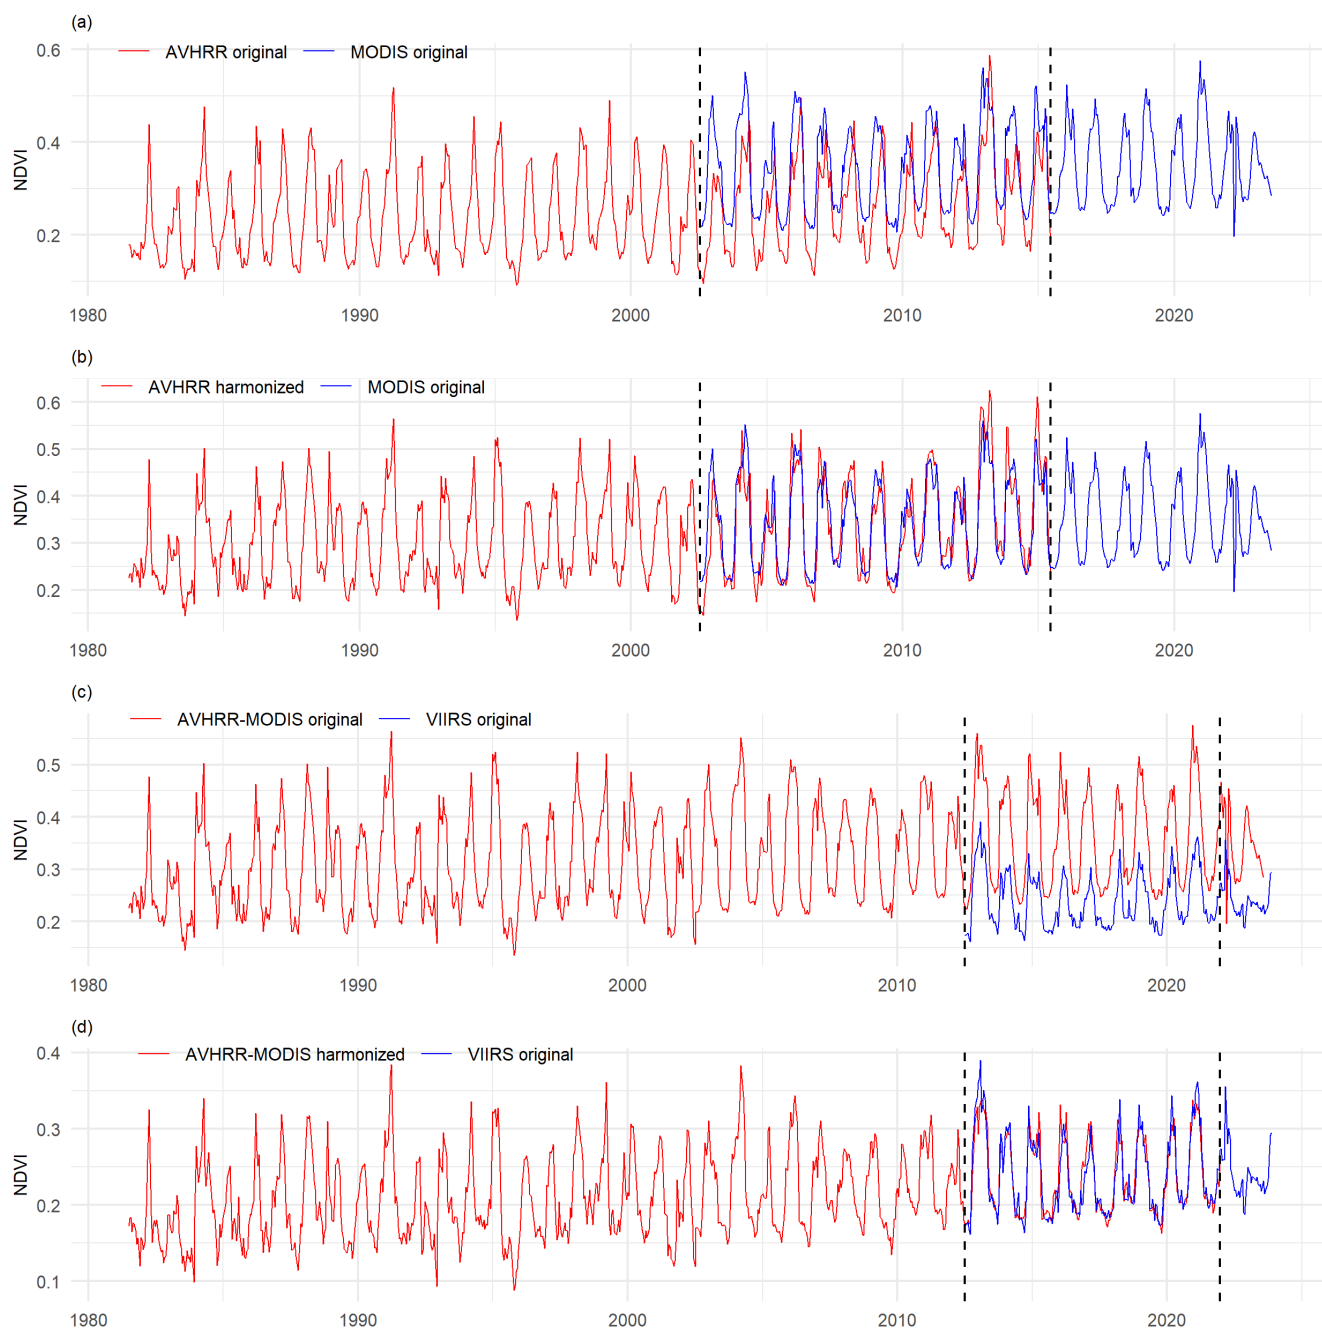 (a)
AVHRR original MODIS original
0.6
0.4
0.2
NDVI
1980 1990 2000 2010 2020
(b)
AVHRR harmonized MODIS original
0.6
0.5
0.4
0.3
0.2
NDVI
1980 1990 2000 2010 2020
(c)
AVHRR-MODIS original VIIRS original
0.5
0.4
0.3
0.2
NDVI
1980 1990 2000 2010 2020
(d)
AVHRR-MODIS harmonized VIIRS original
0.4
0.3
0.2
0.1
NDVI
1980 1990 2000 2010 2020